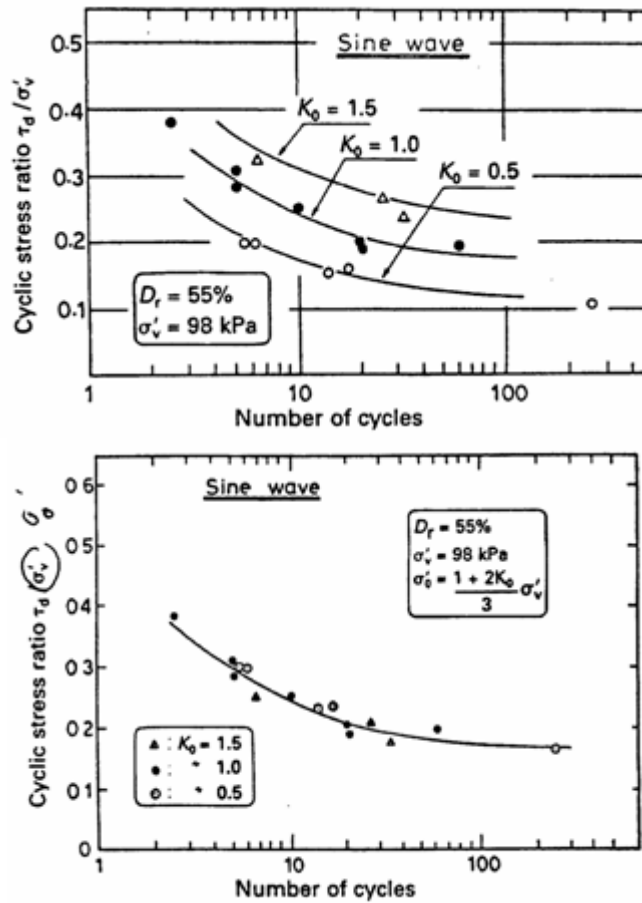 0.5
0.4
0.3
0.2
0.1
Cyclic stress ratio τd/σ′v
Sine wave
K0 = 1.5
K0 = 1.0
K0 = 0.5
Dr = 55%
σ′v = 98 kPa
1 10 100
Number of cycles
0 6
0.5
0.4
0 3
0 2
0 1
0
Cyclic stress ratio τd/σ′v σ0′
Sine wave
Dr = 55%
σ′v = 98 kPa
σ′0 = 1 + 2K0
3 σ′v
▲ : K0 = 1.5
● : " 1.0
◎ : " 0.5
1 10 100
Number of cycles